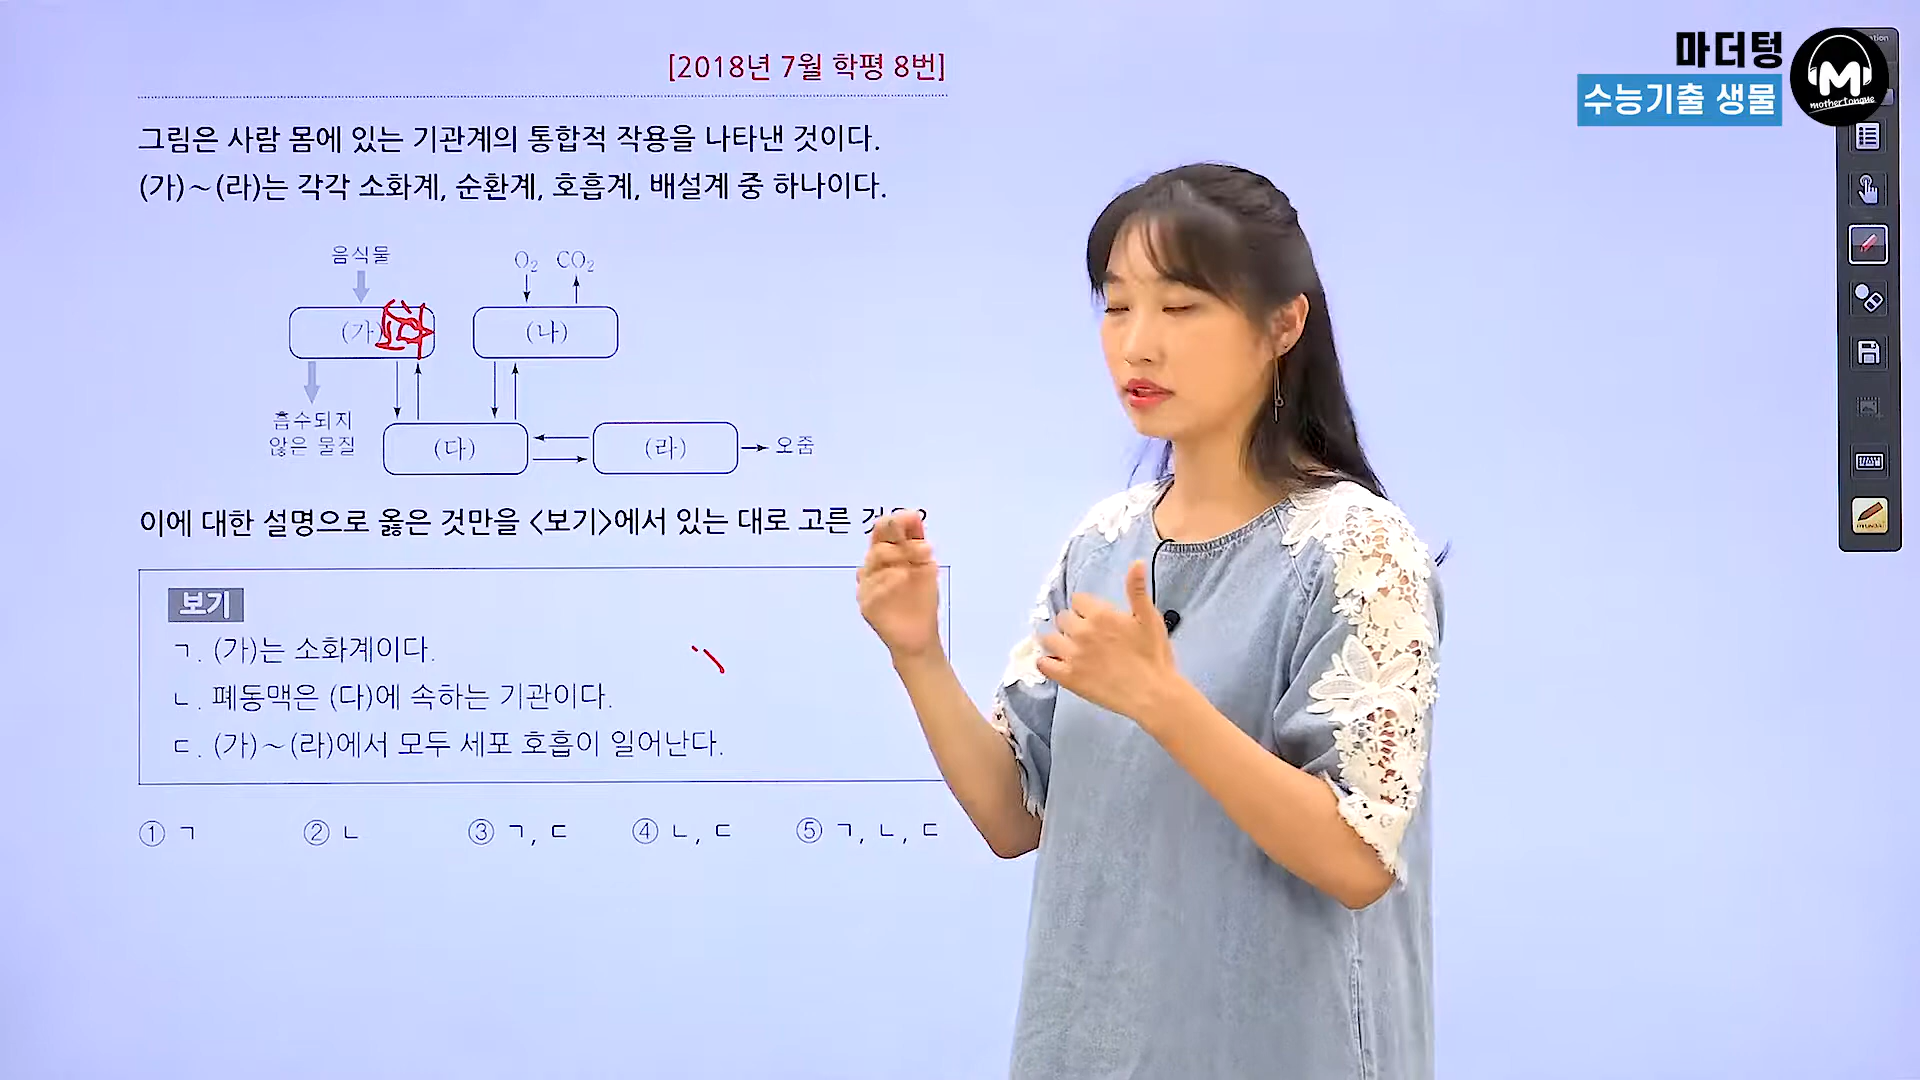 [2018년 7월 학평 8번]
마더텅
수능기출 생물
M
mothertongue
그림은 사람 몸에 있는 기관계의 통합적 작용을 나타낸 것이다.
(가)~(라)는 각각 소화계, 순환계, 호흡계, 배설계 중 하나이다.
음식물
O₂ CO₂
(가) 소화
(나)
흡수되지
않은 물질
(다)
(라)
오줌
이에 대한 설명으로 옳은 것만을 <보기>에서 있는 대로 고른
보기
ㄱ. (가)는 소화계이다.
ㄴ. 폐동맥은 (다)에 속하는 기관이다.
ㄷ. (가)~(라)에서 모두 세포 호흡이 일어난다.
① ㄱ ② ㄴ ③ ㄱ, ㄷ ④ ㄴ, ㄷ ⑤ ㄱ, ㄴ, ㄷ